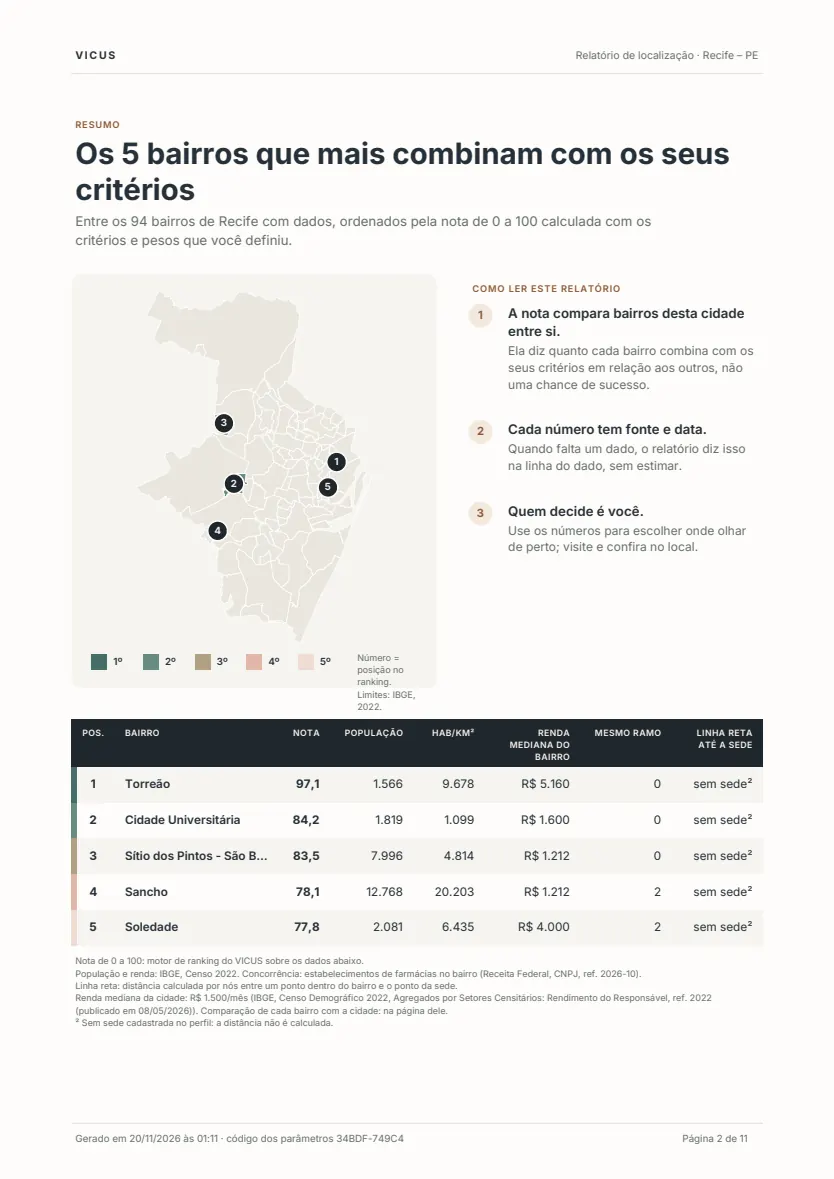 VICUS
Relatório de localização · Recife – PE
RESUMO
Os 5 bairros que mais combinam com os seus
critérios
Entre os 94 bairros de Recife com dados, ordenados pela nota de 0 a 100 calculada com os
critérios e pesos que você definiu.
3
1
2
5
4
1º 2º 3º 4º 5º
Número =
posição no
ranking.
Limites: IBGE,
2022.
COMO LER ESTE RELATÓRIO
1 A nota compara bairros desta cidade
entre si.
Ela diz quanto cada bairro combina com os
seus critérios em relação aos outros, não
uma chance de sucesso.
2 Cada número tem fonte e data.
Quando falta um dado, o relatório diz isso
na linha do dado, sem estimar.
3 Quem decide é você.
Use os números para escolher onde olhar
de perto; visite e confira no local.
POS. BAIRRO NOTA POPULAÇÃO HAB/KM² RENDA MEDIANA DO BAIRRO MESMO RAMO LINHA RETA ATÉ A SEDE
1 Torreão 97,1 1.566 9.678 R$ 5.160 0 sem sede²
2 Cidade Universitária 84,2 1.819 1.099 R$ 1.600 0 sem sede²
3 Sítio dos Pintos - São B... 83,5 7.996 4.814 R$ 1.212 0 sem sede²
4 Sancho 78,1 12.768 20.203 R$ 1.212 2 sem sede²
5 Soledade 77,8 2.081 6.435 R$ 4.000 2 sem sede²
Nota de 0 a 100: motor de ranking do VICUS sobre os dados abaixo.
População e renda: IBGE, Censo 2022. Concorrência: estabelecimentos de farmácias no bairro (Receita Federal, CNPJ, ref. 2026-10).
Linha reta: distância calculada por nós entre um ponto dentro do bairro e o ponto da sede.
Renda mediana da cidade: R$ 1.500/mês (IBGE, Censo Demográfico 2022, Agregados por Setores Censitários: Rendimento do Responsável, ref. 2022
(publicado em 08/05/2026)). Comparação de cada bairro com a cidade: na página dele.
² Sem sede cadastrada no perfil: a distância não é calculada.
Gerado em 20/11/2026 às 01:11 · código dos parâmetros 34BDF-749C4
Página 2 de 11